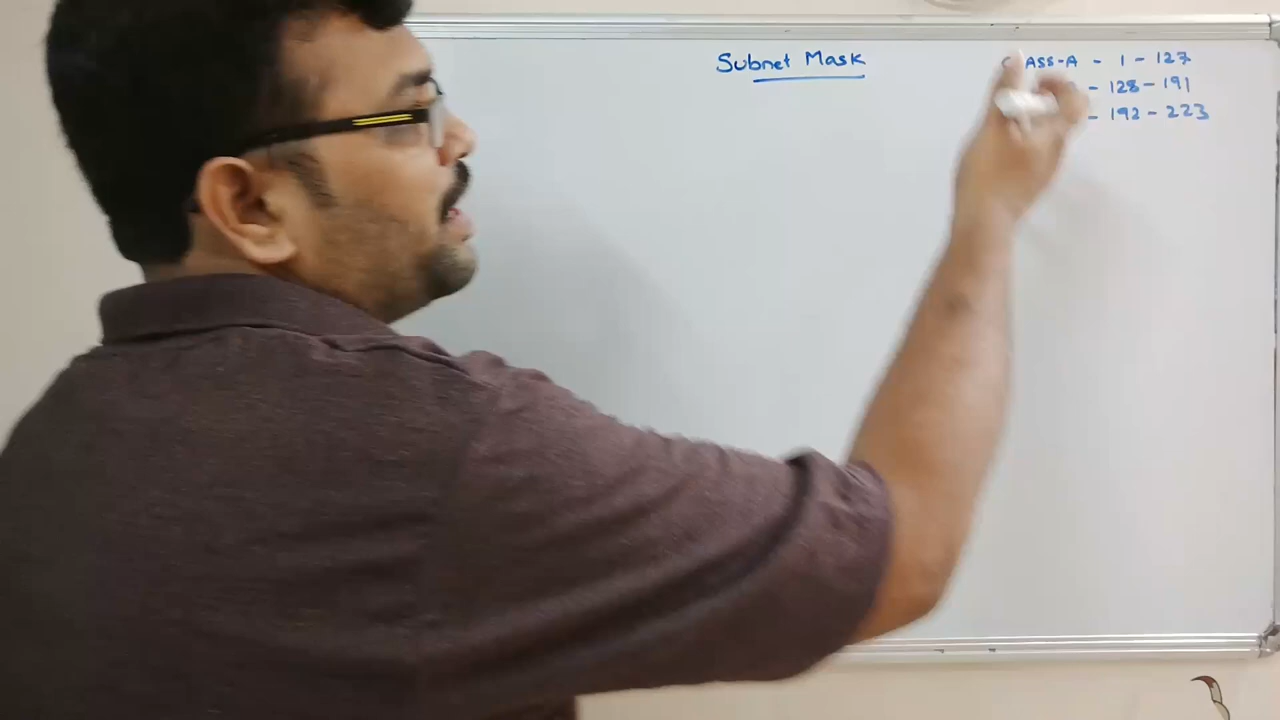 Subnet Mask
CLASS-A - 1 - 127
- 128 - 191
- 192 - 223